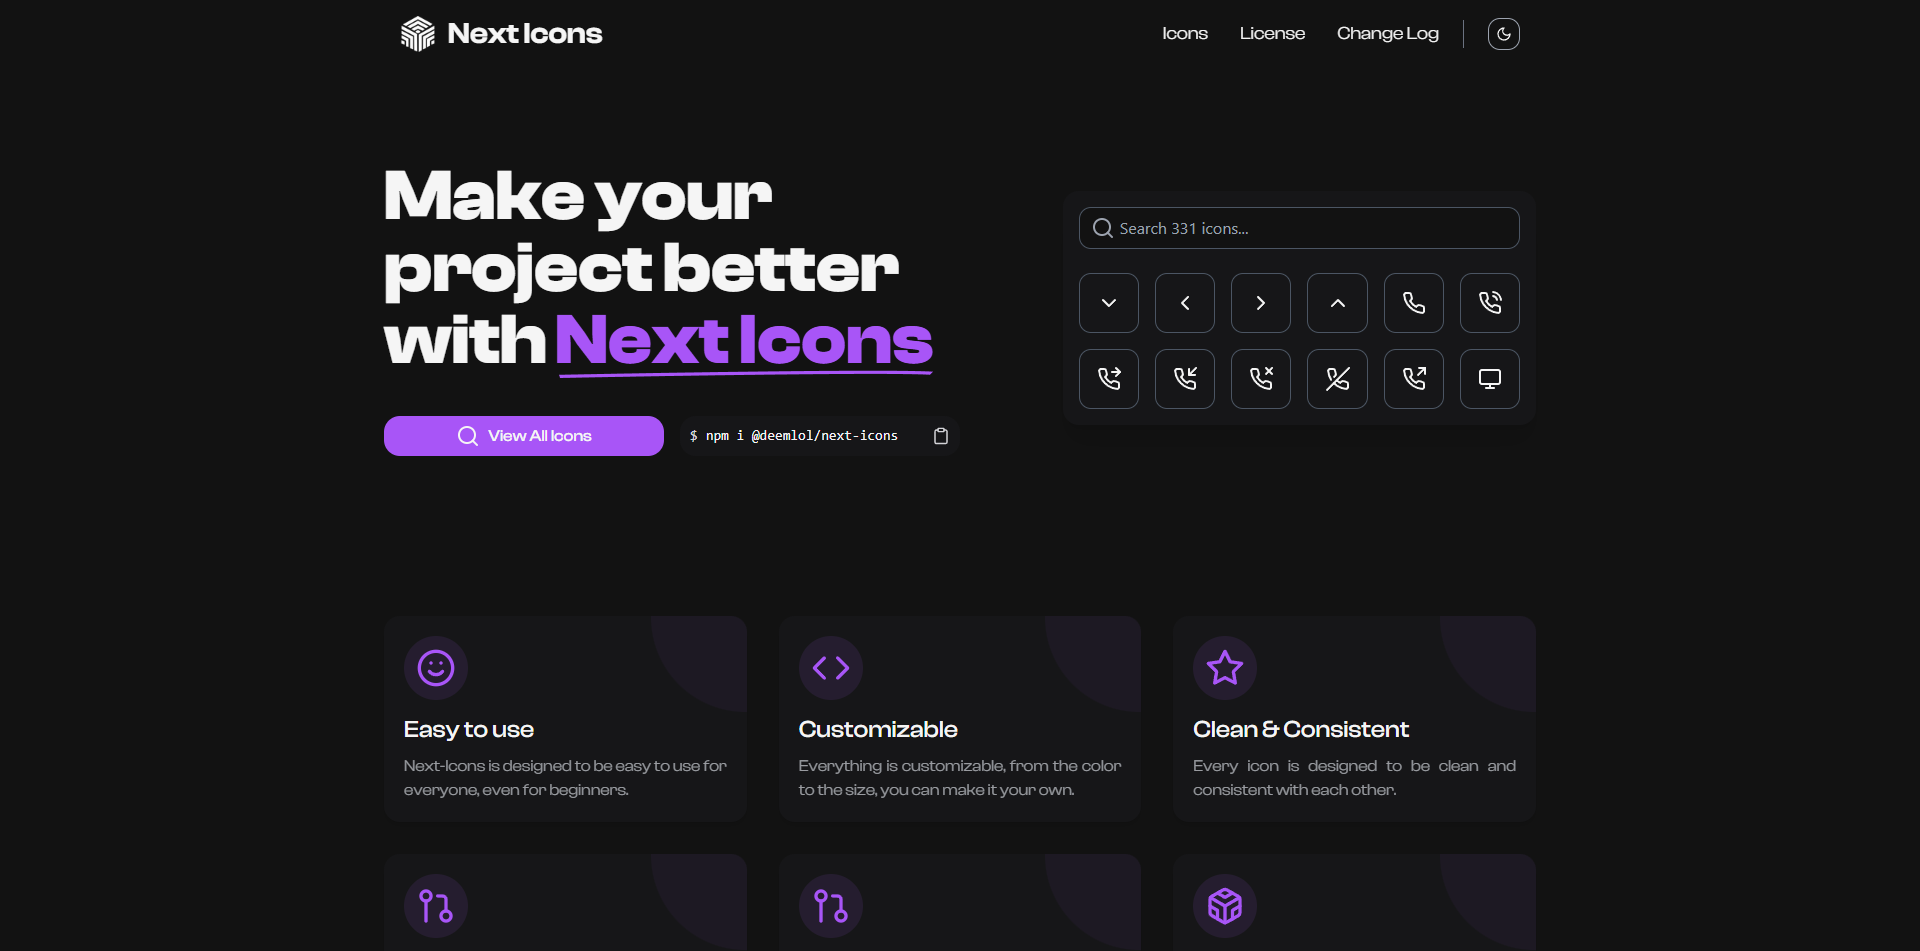 Next Icons
Icons
License
Change Log
Make your
project better
with Next Icons
Search 331 icons...
View All Icons
$ npm i @deemlol/next-icons
Easy to use
Next-Icons is designed to be easy to use for
everyone, even for beginners.
Customizable
Everything is customizable, from the color
to the size, you can make it your own.
Clean & Consistent
Every icon is designed to be clean and
consistent with each other.